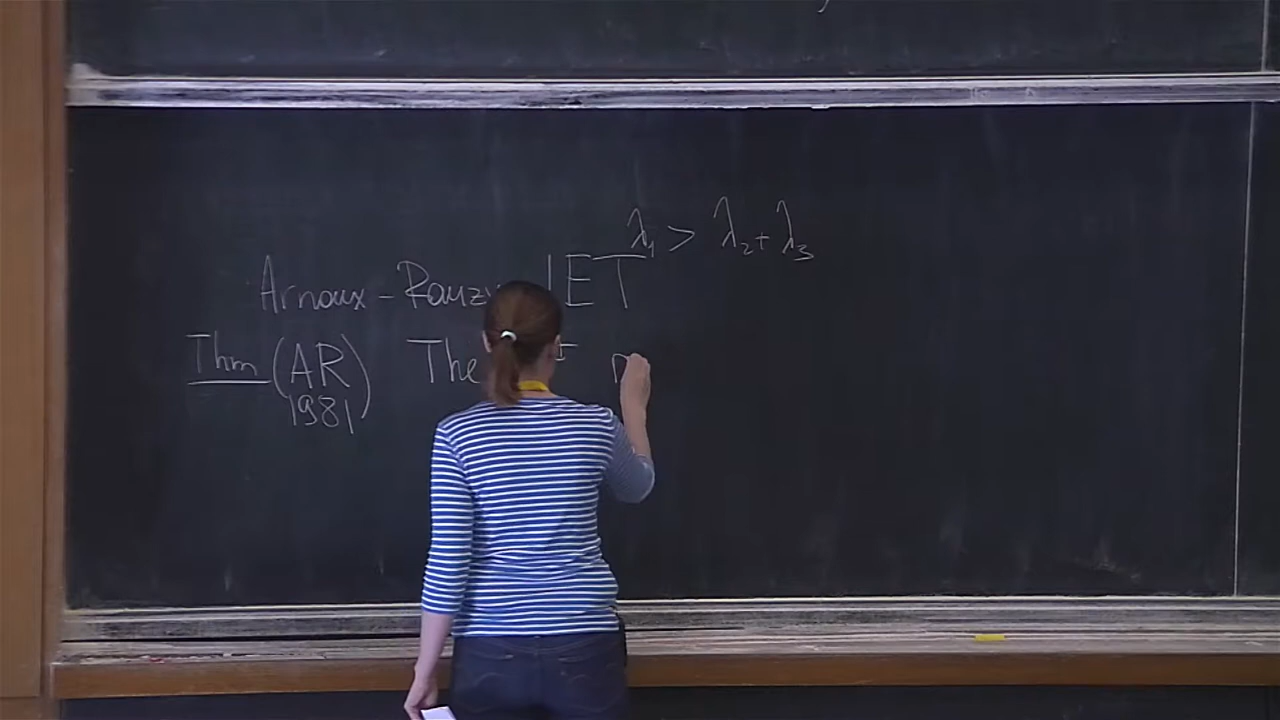 λ₁ > λ₂ + λ₃
Arnoux - Rauzy IET
Thm (AR) The
1981